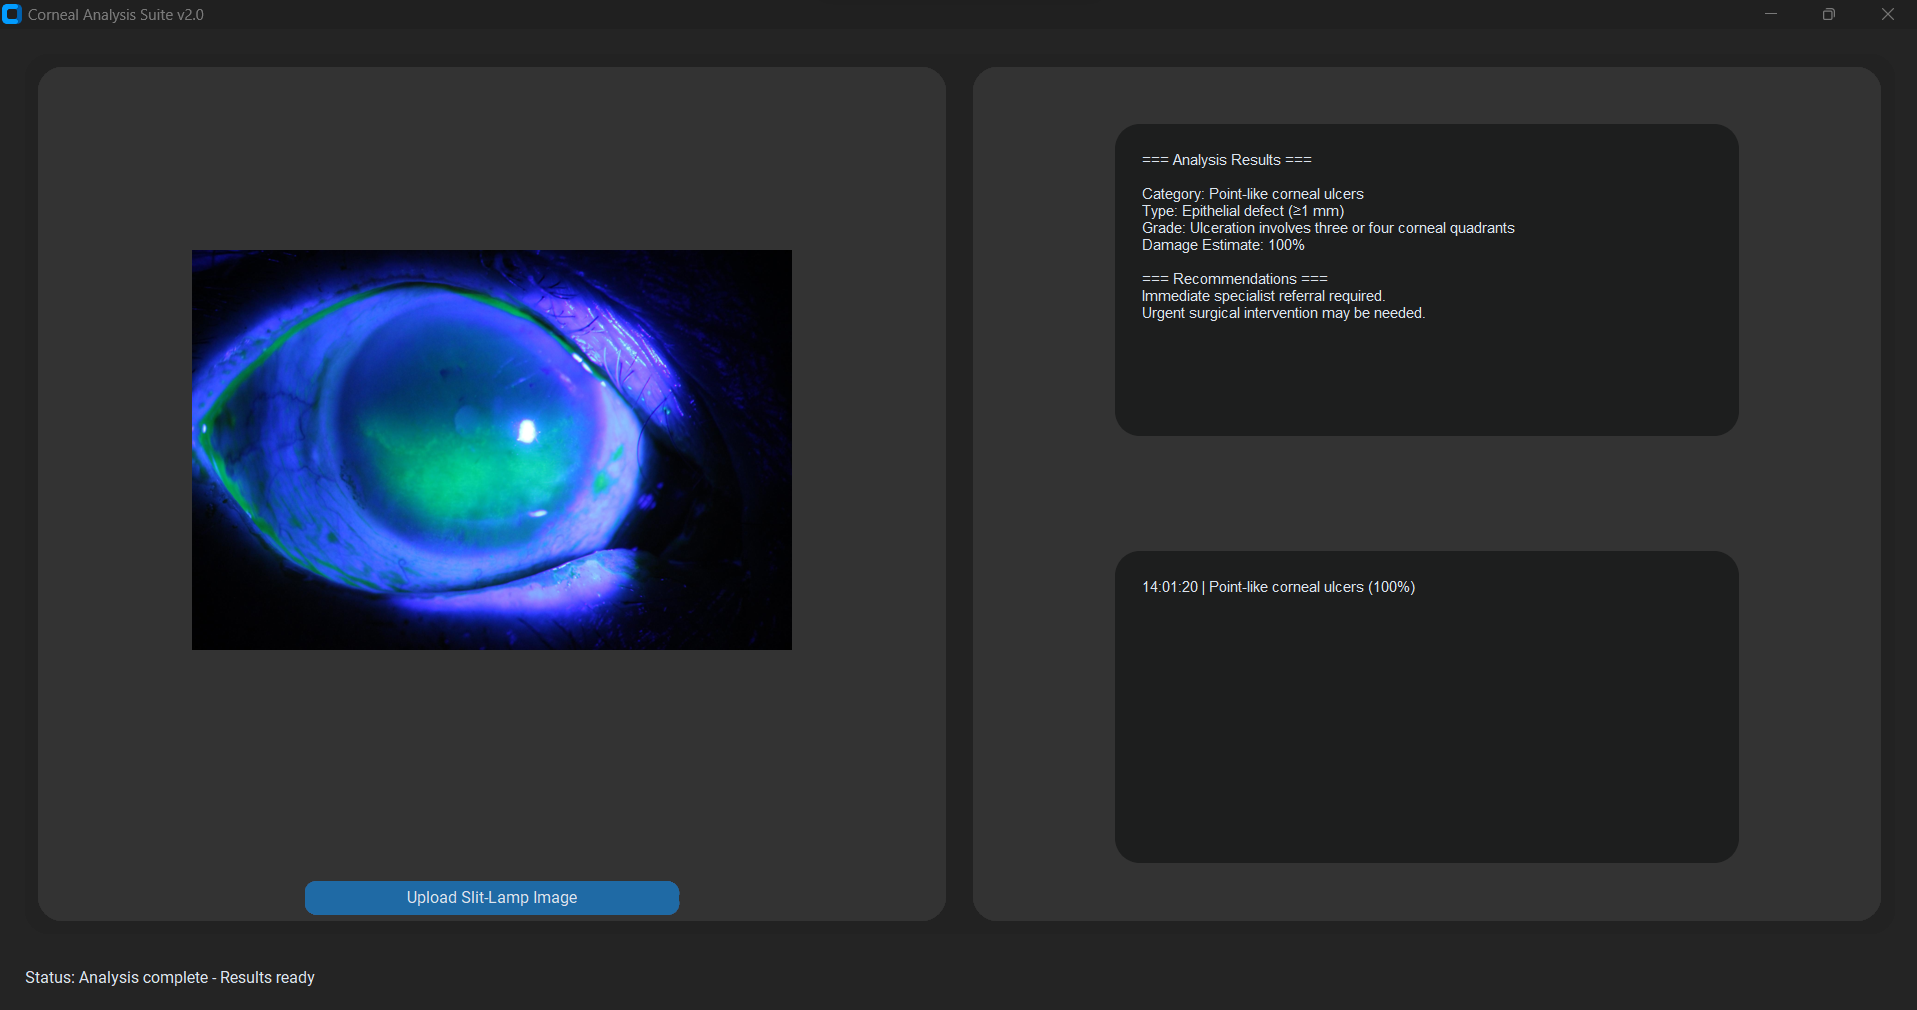 Corneal Analysis Suite v2.0
=== Analysis Results ===
Category: Point-like corneal ulcers
Type: Epithelial defect (≥1 mm)
Grade: Ulceration involves three or four corneal quadrants
Damage Estimate: 100%
=== Recommendations ===
Immediate specialist referral required.
Urgent surgical intervention may be needed.
14:01:20 | Point-like corneal ulcers (100%)
Upload Slit-Lamp Image
Status: Analysis complete - Results ready